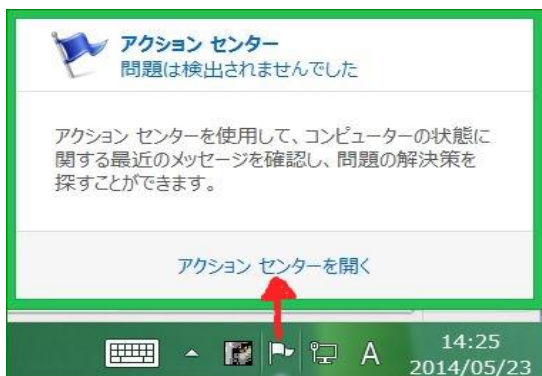 アクション センター
問題は検出されませんでした
アクション センターを使用して、コンピューターの状態に
関する最近のメッセージを確認し、問題の解決策を
探すことができます。
アクション センターを開く
A
14:25
2014/05/23